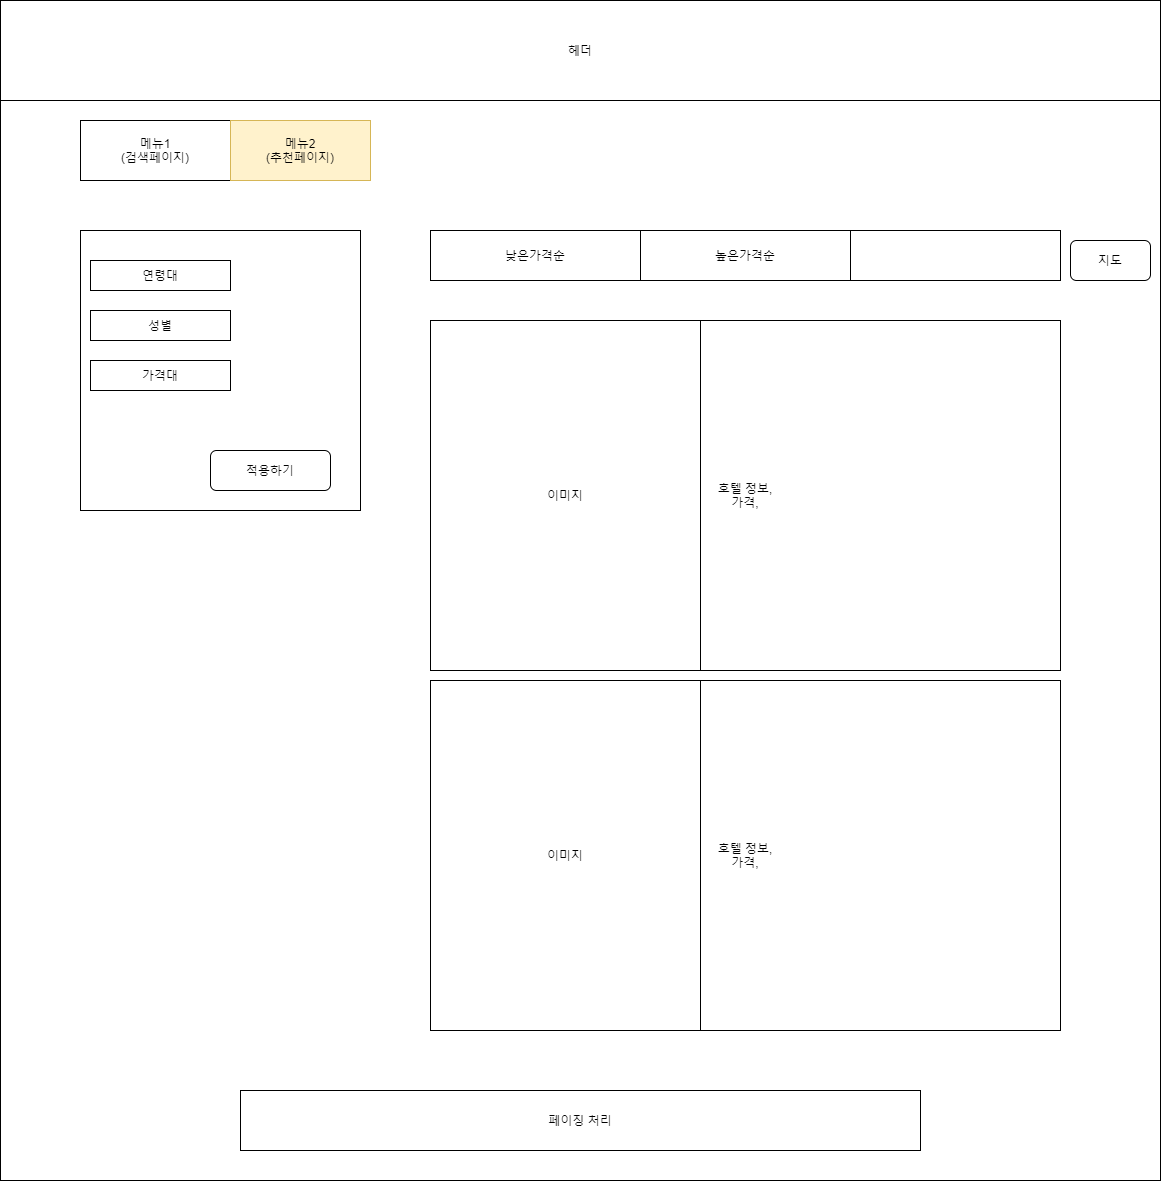 헤더
메뉴1
(검색페이지)
메뉴2
(추천페이지)
연령대
성별
가격대
적용하기
낮은가격순
높은가격순
지도
이미지
호텔 정보,
가격,
이미지
호텔 정보,
가격,
페이징 처리